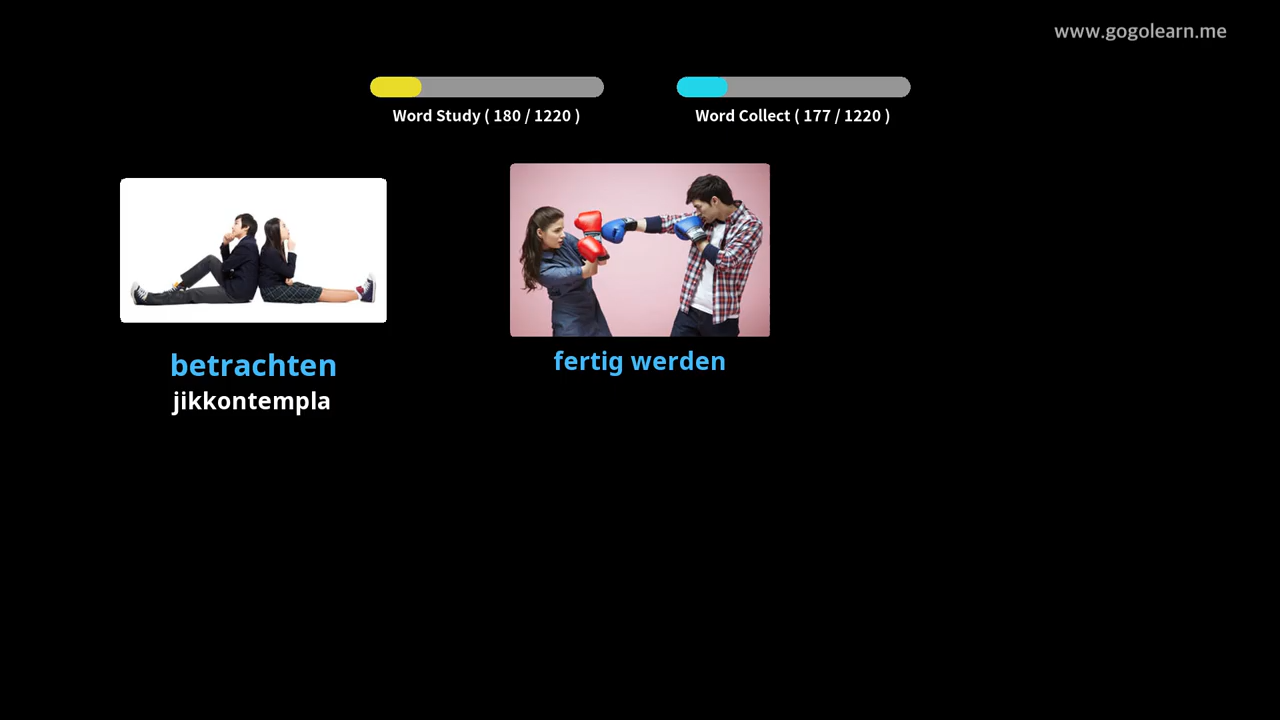 www.gogolearn.me
Word Study ( 180 / 1220 )
Word Collect ( 177 / 1220 )
betrachten
jikkontempla
fertig werden